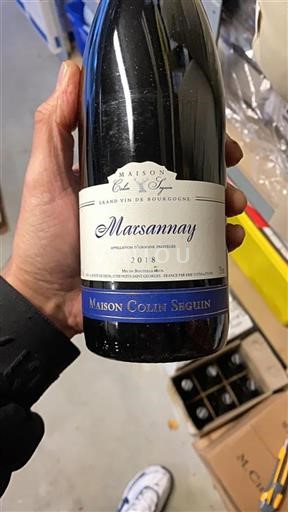 MAISON
Colin Seguin
GRAND VIN DE BOURGOGNE
Marsannay
APPELLATION D'ORIGINE PROTÉGÉE
2018
MAISON COLIN SEGUIN